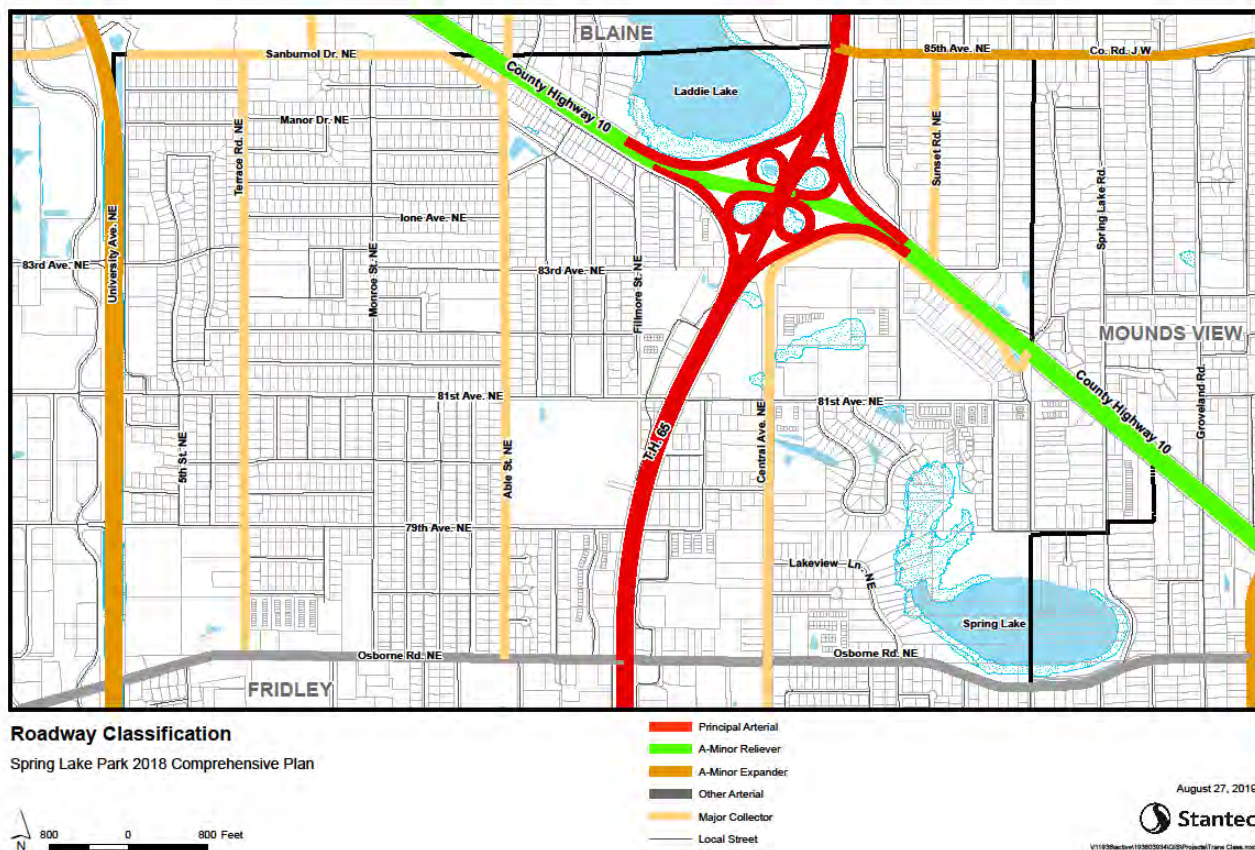 BLAINE
Sanburnol Dr. NE
85th Ave. NE
Co. Rd. J W
County Highway 10
Laddie Lake
Manor Dr. NE
Terrace Rd. NE
Sunset Rd. NE
Spring Lake Rd.
Ione Ave. NE
University Ave. NE
Monroe St. NE
83rd Ave. NE
83rd Ave. NE
Fillmore St. NE
MOUNDS VIEW
County Highway 10
Groveland Rd.
81st Ave. NE
81st Ave. NE
T.H. 65
Central Ave. NE
5th St. NE
Able St. NE
79th Ave. NE
Lakeview Ln. NE
Spring Lake
Osborne Rd. NE
Osborne Rd. NE
FRIDLEY
Roadway Classification
Spring Lake Park 2018 Comprehensive Plan
Principal Arterial
A-Minor Reliever
A-Minor Expander
Other Arterial
Major Collector
Local Street
N
800 0 800 Feet
August 27, 2019
Stantec